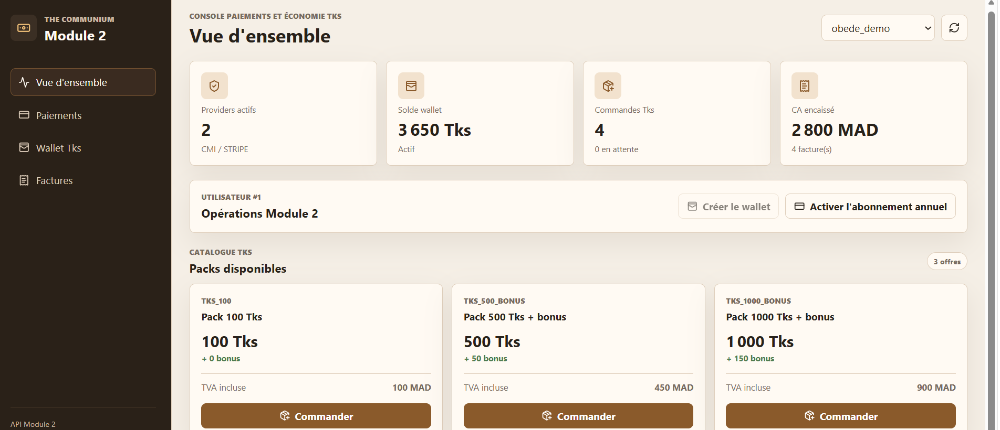 THE COMMUNIUM
Module 2
Vue d'ensemble
Paiements
Wallet Tks
Factures
API Module 2
CONSOLE PAIEMENTS ET ÉCONOMIE TKS
Vue d'ensemble
obede_demo
Providers actifs
2
CMI / STRIPE
Solde wallet
3 650 Tks
Actif
Commandes Tks
4
0 en attente
CA encaissé
2 800 MAD
4 facture(s)
UTILISATEUR #1
Opérations Module 2
Créer le wallet
Activer l'abonnement annuel
CATALOGUE TKS
Packs disponibles
3 offres
TKS_100
Pack 100 Tks
100 Tks
+ 0 bonus
TVA incluse 100 MAD
Commander
TKS_500_BONUS
Pack 500 Tks + bonus
500 Tks
+ 50 bonus
TVA incluse 450 MAD
Commander
TKS_1000_BONUS
Pack 1000 Tks + bonus
1 000 Tks
+ 150 bonus
TVA incluse 900 MAD
Commander